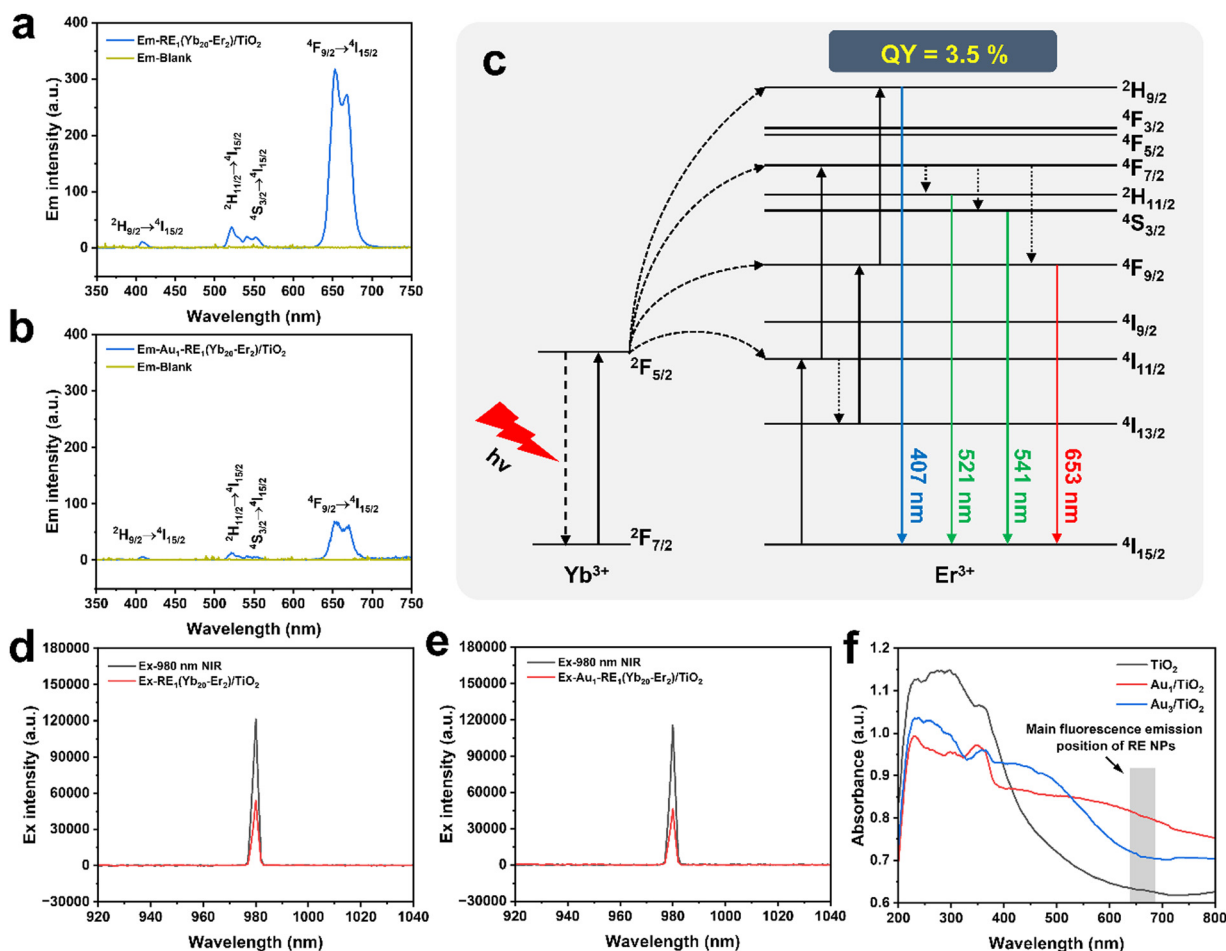 a
Em intensity (a.u.)
400
300
200
100
0
Em-RE₁(Yb₂₀-Er₂)/TiO₂
Em-Blank
⁴F₉/₂→⁴I₁₅/₂
²H₁₁/₂→⁴I₁₅/₂
⁴S₃/₂→⁴I₁₅/₂
²H₉/₂→⁴I₁₅/₂
350 400 450 500 550 600 650 700 750
Wavelength (nm)
b
Em intensity (a.u.)
400
300
200
100
0
Em-Au₁-RE₁(Yb₂₀-Er₂)/TiO₂
Em-Blank
²H₁₁/₂→⁴I₁₅/₂
⁴S₃/₂→⁴I₁₅/₂
⁴F₉/₂→⁴I₁₅/₂
²H₉/₂→⁴I₁₅/₂
350 400 450 500 550 600 650 700 750
Wavelength (nm)
c
QY = 3.5 %
²H₉/₂
⁴F₃/₂
⁴F₅/₂
⁴F₇/₂
²H₁₁/₂
⁴S₃/₂
⁴F₉/₂
⁴I₉/₂
⁴I₁₁/₂
⁴I₁₃/₂
⁴I₁₅/₂
²F₅/₂
²F₇/₂
hv
407 nm
521 nm
541 nm
653 nm
Yb³⁺
Er³⁺
d
Ex intensity (a.u.)
180000
150000
120000
90000
60000
30000
0
-30000
Ex-980 nm NIR
Ex-RE₁(Yb₂₀-Er₂)/TiO₂
920 940 960 980 1000 1020 1040
Wavelength (nm)
e
Ex intensity (a.u.)
180000
150000
120000
90000
60000
30000
0
-30000
Ex-980 nm NIR
Ex-Au₁-RE₁(Yb₂₀-Er₂)/TiO₂
920 940 960 980 1000 1020 1040
Wavelength (nm)
f
Absorbance (a.u.)
1.2
1.1
1.0
0.9
0.8
0.7
0.6
TiO₂
Au₁/TiO₂
Au₃/TiO₂
Main fluorescence emission
position of RE NPs
200 300 400 500 600 700 800
Wavelength (nm)